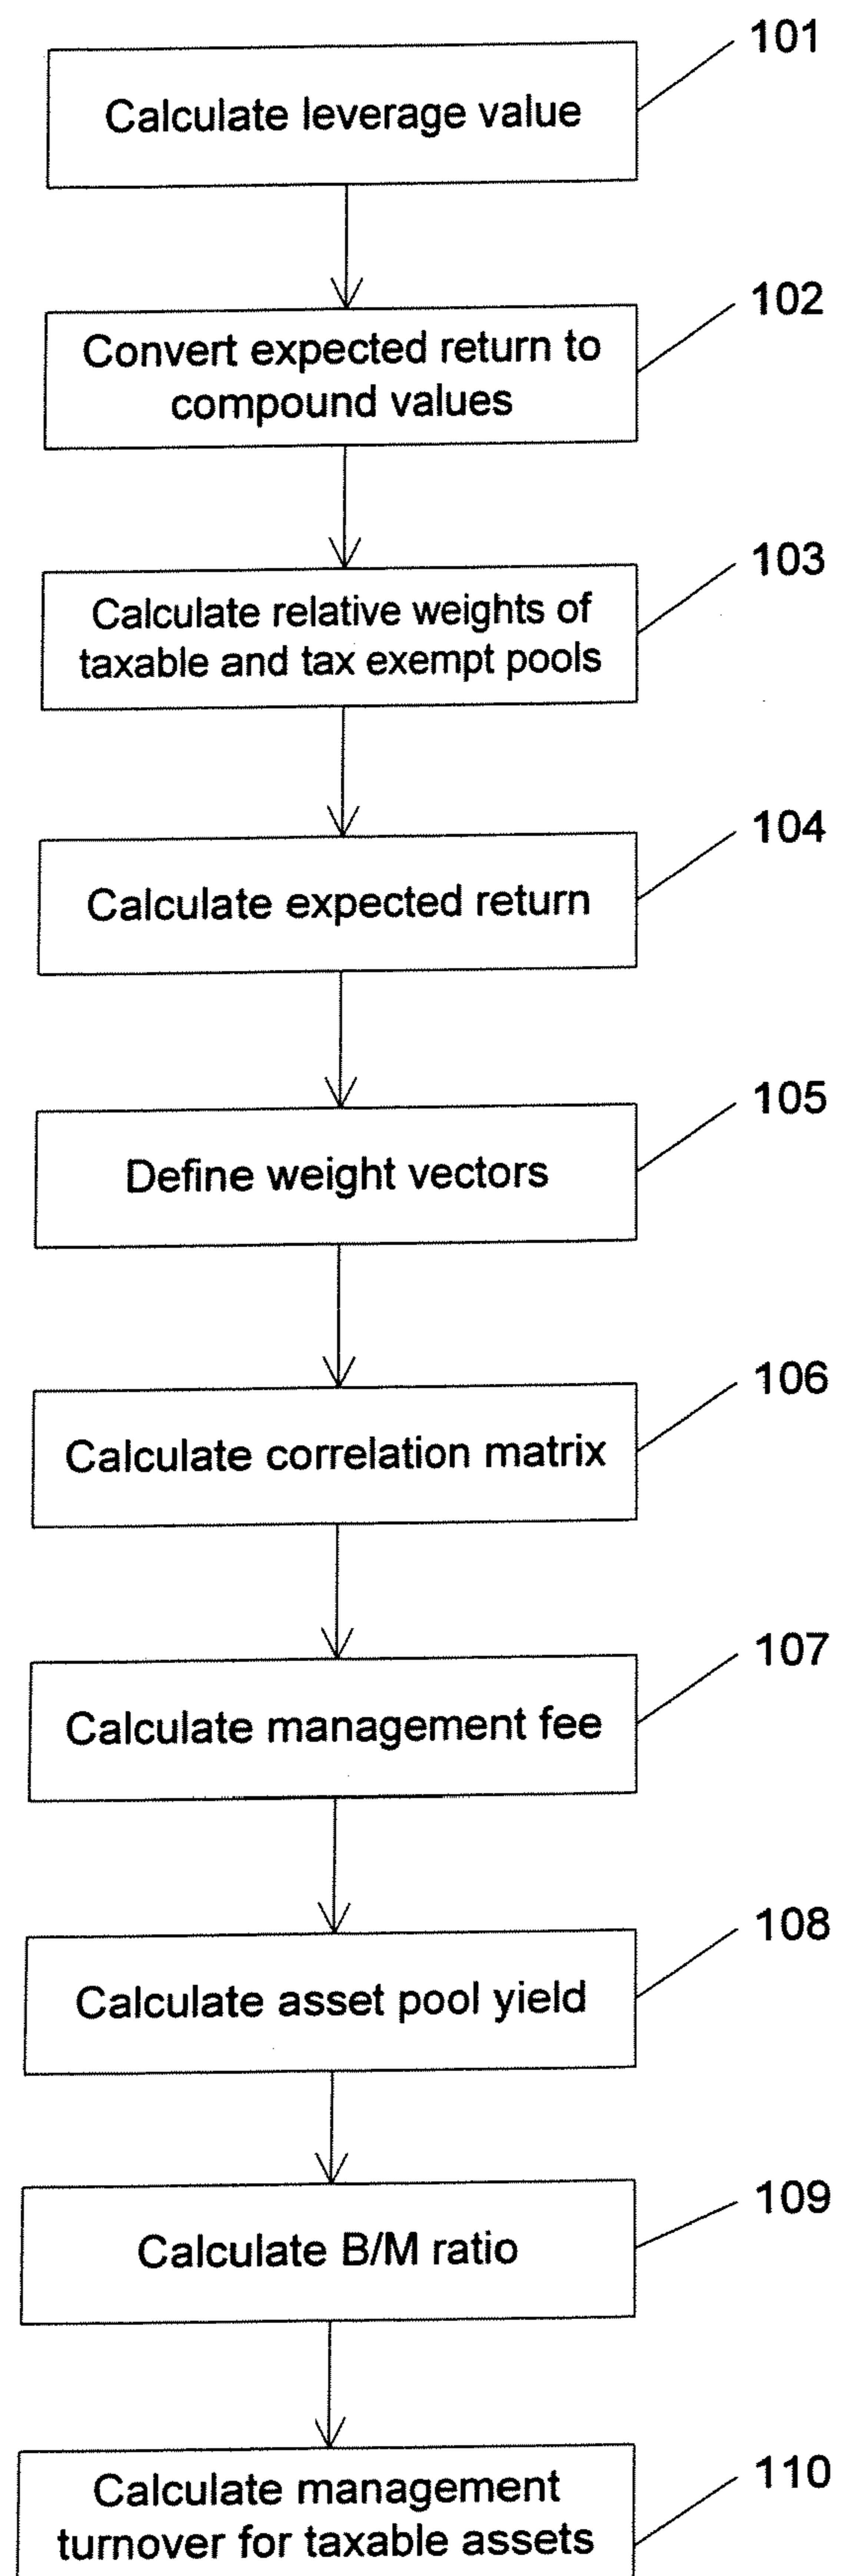 101
Calculate leverage value
102
Convert expected return to
compound values
103
Calculate relative weights of
taxable and tax exempt pools
104
Calculate expected return
105
Define weight vectors
106
Calculate correlation matrix
107
Calculate management fee
108
Calculate asset pool yield
109
Calculate B/M ratio
110
Calculate management
turnover for taxable assets